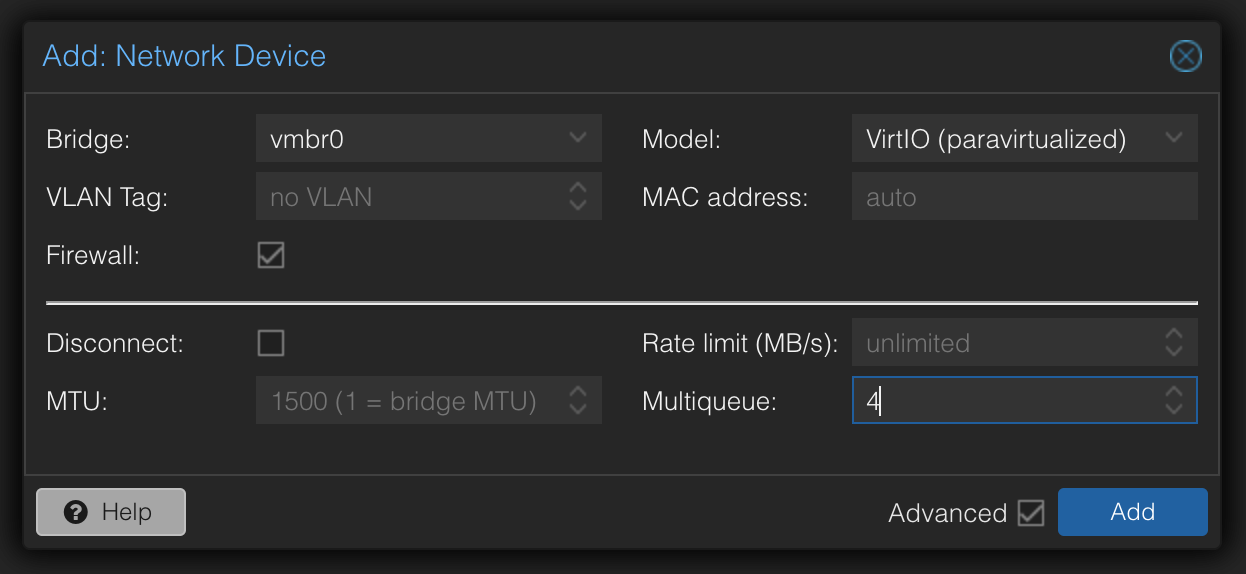 Add: Network Device
Bridge: vmbr0 Model: VirtIO (paravirtualized)
VLAN Tag: no VLAN MAC address: auto
Firewall:
Disconnect: Rate limit (MB/s): unlimited
MTU: 1500 (1 = bridge MTU) Multiqueue: 4
Help Advanced Add